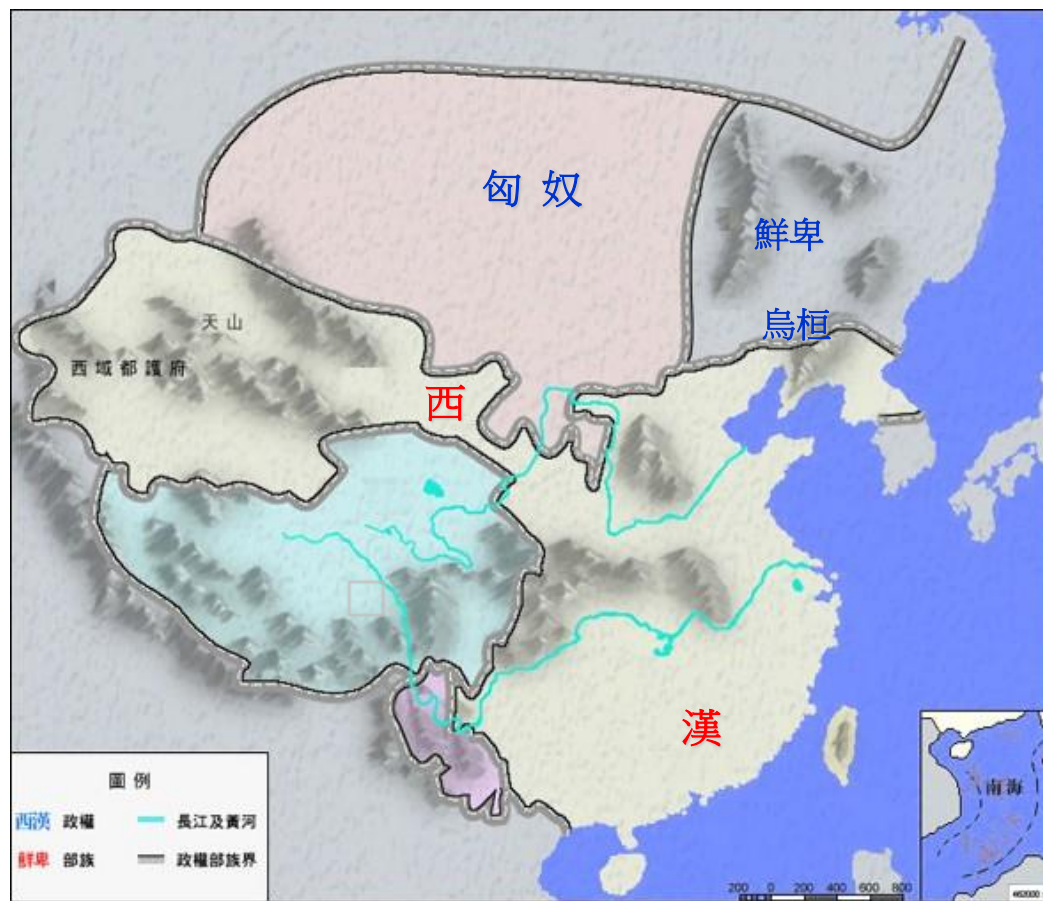 匈 奴
鮮卑
烏桓
天山
西域都護府
西
漢
圖例
西漢 政權
長江及黃河
鮮卑 部族
政權部族界
200 0 200 400 600 800
南海